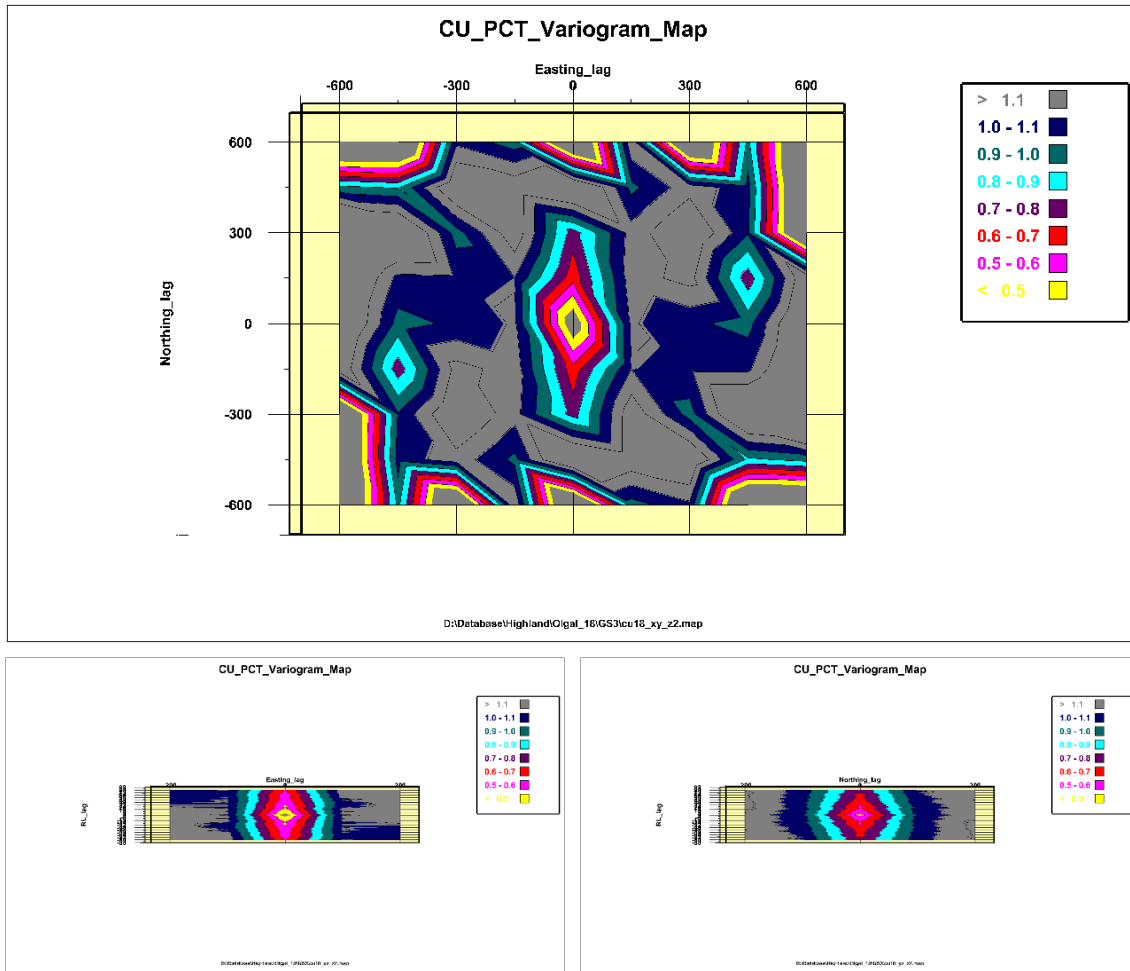 CU_PCT_Variogram_Map
Easting_lag
-600 -300 0 300 600
600
300
0
-300
-600
Northing_lag
> 1.1
1.0 - 1.1
0.9 - 1.0
0.8 - 0.9
0.7 - 0.8
0.6 - 0.7
0.5 - 0.6
< 0.5
D:\Database\Highland\Olgal_18\GS3\cu18_xy_z2.map
CU_PCT_Variogram_Map
> 1.1
1.0 - 1.1
0.9 - 1.0
0.8 - 0.9
0.7 - 0.8
0.6 - 0.7
0.5 - 0.6
< 0.5
Easting_lag
RL_lag
CU_PCT_Variogram_Map
> 1.1
1.0 - 1.1
0.9 - 1.0
0.8 - 0.9
0.7 - 0.8
0.6 - 0.7
0.5 - 0.6
< 0.5
Northing_lag
RL_lag